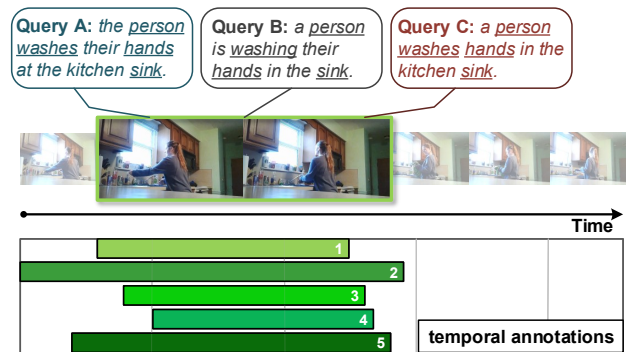 Query A: the person
washes their hands
at the kitchen sink.
Query B: a person
is washing their
hands in the sink.
Query C: a person
washes hands in the
kitchen sink.
Time
1
2
3
4
5
temporal annotations